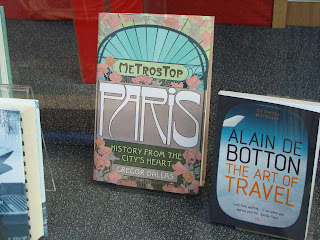 METROSTOP
PARIS
HISTORY FROM THE
CITY'S HEART
GREGOR DALLAS
ALAIN DE
BOTTON
THE ART OF
TRAVEL